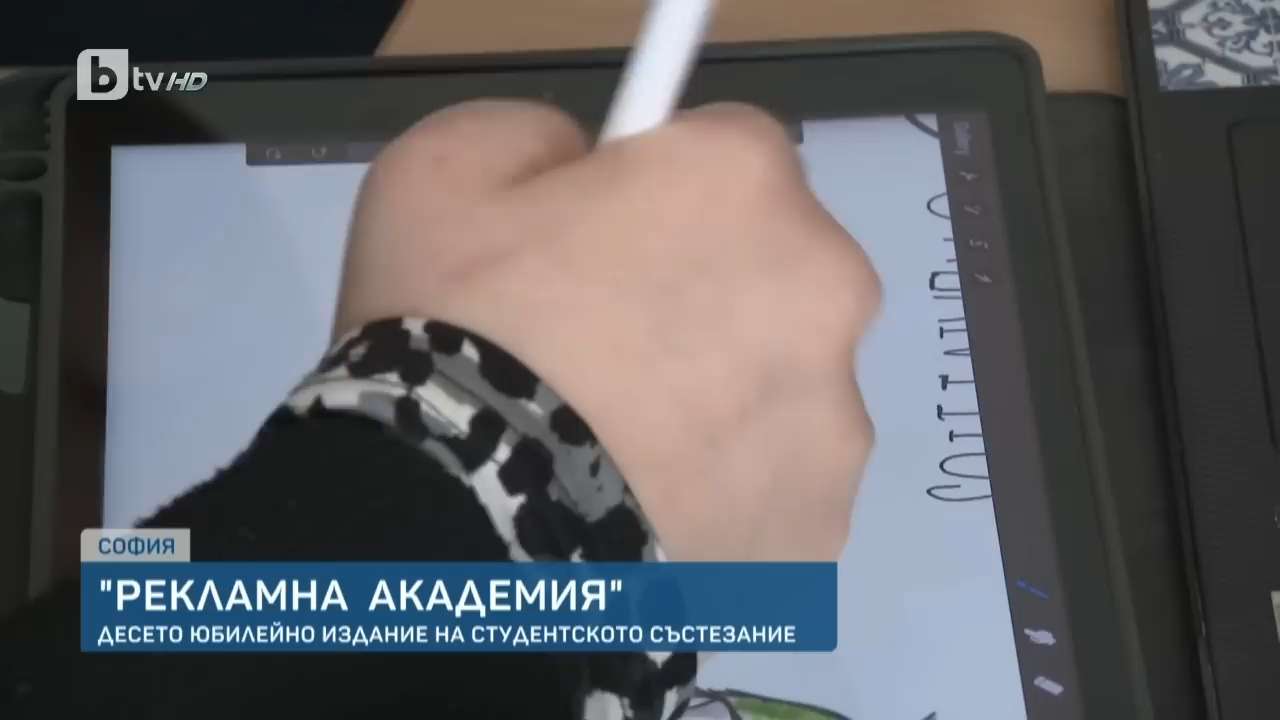 btv HD
СОФИЯ
"РЕКЛАМНА АКАДЕМИЯ"
ДЕСЕТО ЮБИЛЕЙНО ИЗДАНИЕ НА СТУДЕНТСКОТО СЪСТЕЗАНИЕ